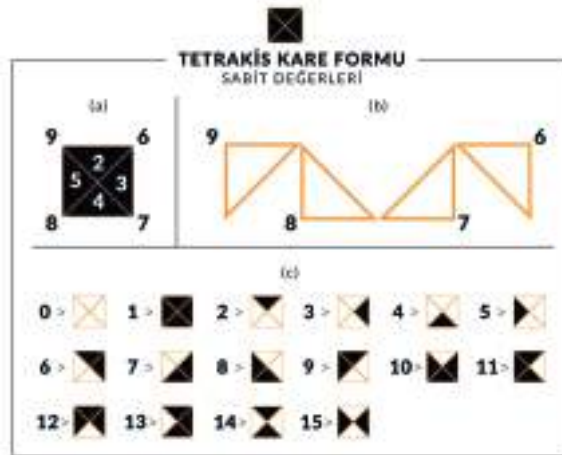 TETRAKİS KARE FORMU
SABİT DEĞERLERİ
(a)
(b)
9 6
2
5 3
4
8 7
9 6
8 7
(c)
0 > 1 > 2 > 3 > 4 > 5 >
6 > 7 > 8 > 9 > 10 > 11 >
12 > 13 > 14 > 15 >